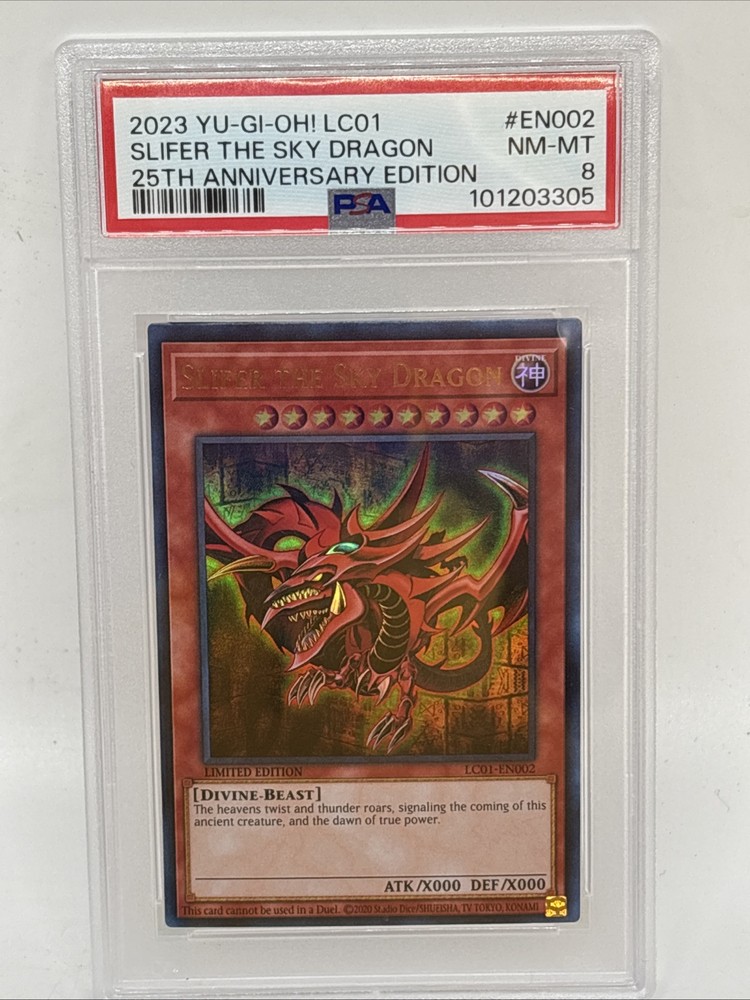 2023 YU-GI-OH! LC01 #EN002
SLIFER THE SKY DRAGON NM-MT
25TH ANNIVERSARY EDITION 8
PSA 101203305
SLIFER THE SKY DRAGON
DIVINE
神
LIMITED EDITION LC01-EN002
[DIVINE-BEAST]
The heavens twist and thunder roars, signaling the coming of this
ancient creature, and the dawn of true power.
ATK/X000 DEF/X000
This card cannot be used in a Duel. ©2020 Studio Dice/SHUEISHA, TV TOKYO, KONAMI